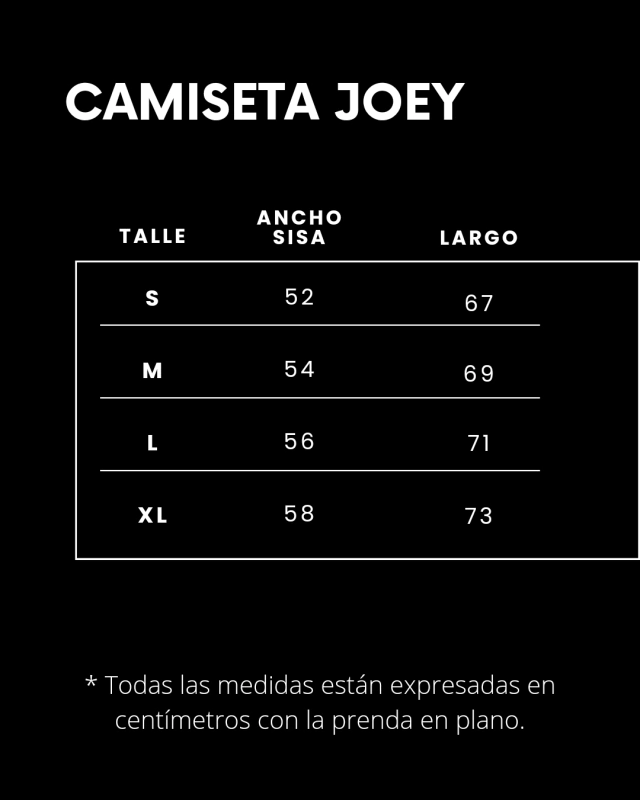 CAMISETA JOEY
TALLE ANCHO SISA LARGO
S 52 67
M 54 69
L 56 71
XL 58 73
* Todas las medidas están expresadas en
centímetros con la prenda en plano.